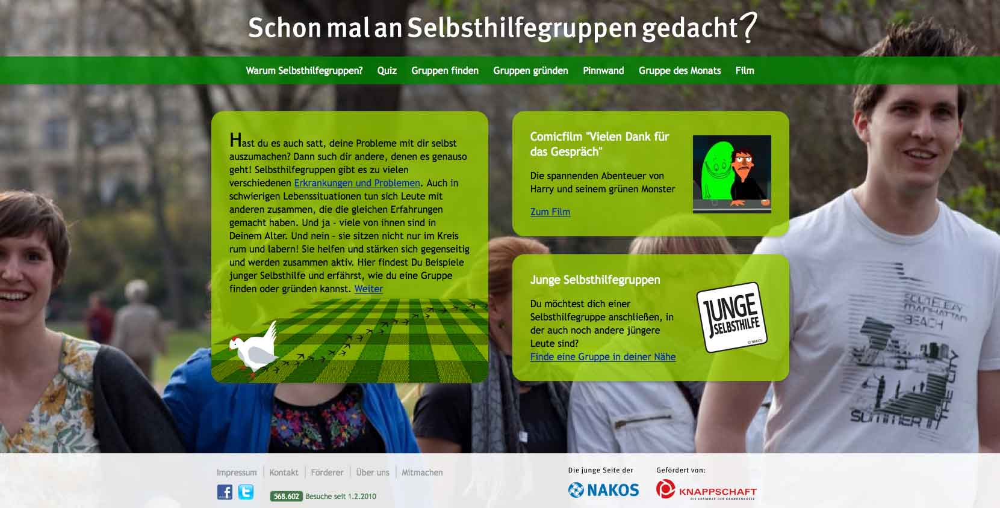 Schon mal an Selbsthilfegruppen gedacht?
Warum Selbsthilfegruppen? Quiz Gruppen finden Gruppen gründen Pinnwand Gruppe des Monats Film
Hast du es auch satt, deine Probleme mit dir selbst
auszumachen? Dann such dir andere, denen es genauso
geht! Selbsthilfegruppen gibt es zu vielen
verschiedenen Erkrankungen und Problemen. Auch in
schwierigen Lebenssituationen tun sich Leute mit
anderen zusammen, die die gleichen Erfahrungen
gemacht haben. Und ja - viele von ihnen sind in
Deinem Alter. Und nein - sie sitzen nicht nur im Kreis
rum und labern! Sie helfen und stärken sich gegenseitig
und werden zusammen aktiv. Hier findest Du Beispiele
junger Selbsthilfe und erfährst, wie du eine Gruppe
finden oder gründen kannst. Weiter
Comicfilm "Vielen Dank für
das Gespräch"
Die spannenden Abenteuer von
Harry und seinem grünen Monster
Zum Film
Junge Selbsthilfegruppen
Du möchtest dich einer
Selbsthilfegruppe anschließen, in
der auch noch andere jüngere
Leute sind?
Finde eine Gruppe in deiner Nähe
JUNGE
SELBSTHILFE
© NAKOS
MANHATTAN
BEACH
SUMMER IN
Impressum Kontakt Förderer Über uns Mitmachen
568.602 Besuche seit 1.2.2010
Die junge Seite der
NAKOS
Gefördert von:
KNAPPSCHAFT
DIE ERFINDER DER KRANKENKASSE